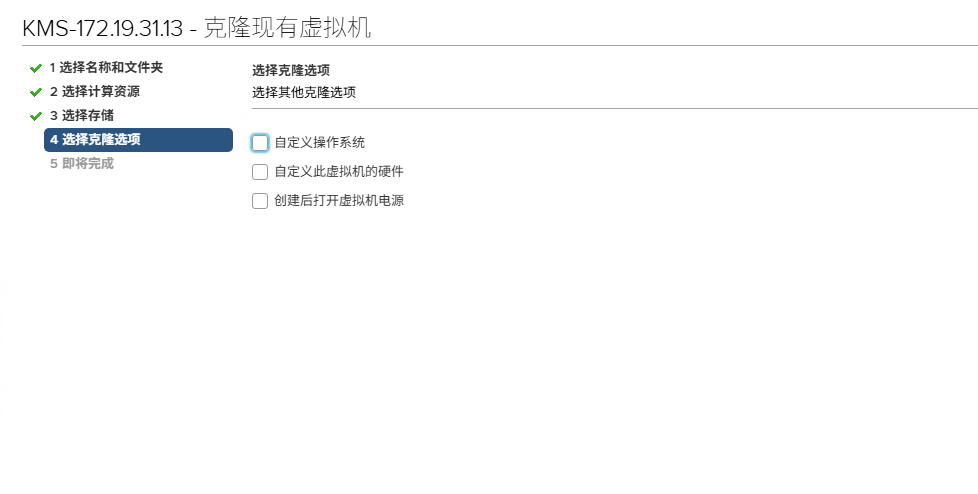 KMS-172.19.31.13 - 克隆现有虚拟机
1 选择名称和文件夹
2 选择计算资源
3 选择存储
4 选择克隆选项
5 即将完成
选择克隆选项
选择其他克隆选项
自定义操作系统
自定义此虚拟机的硬件
创建后打开虚拟机电源